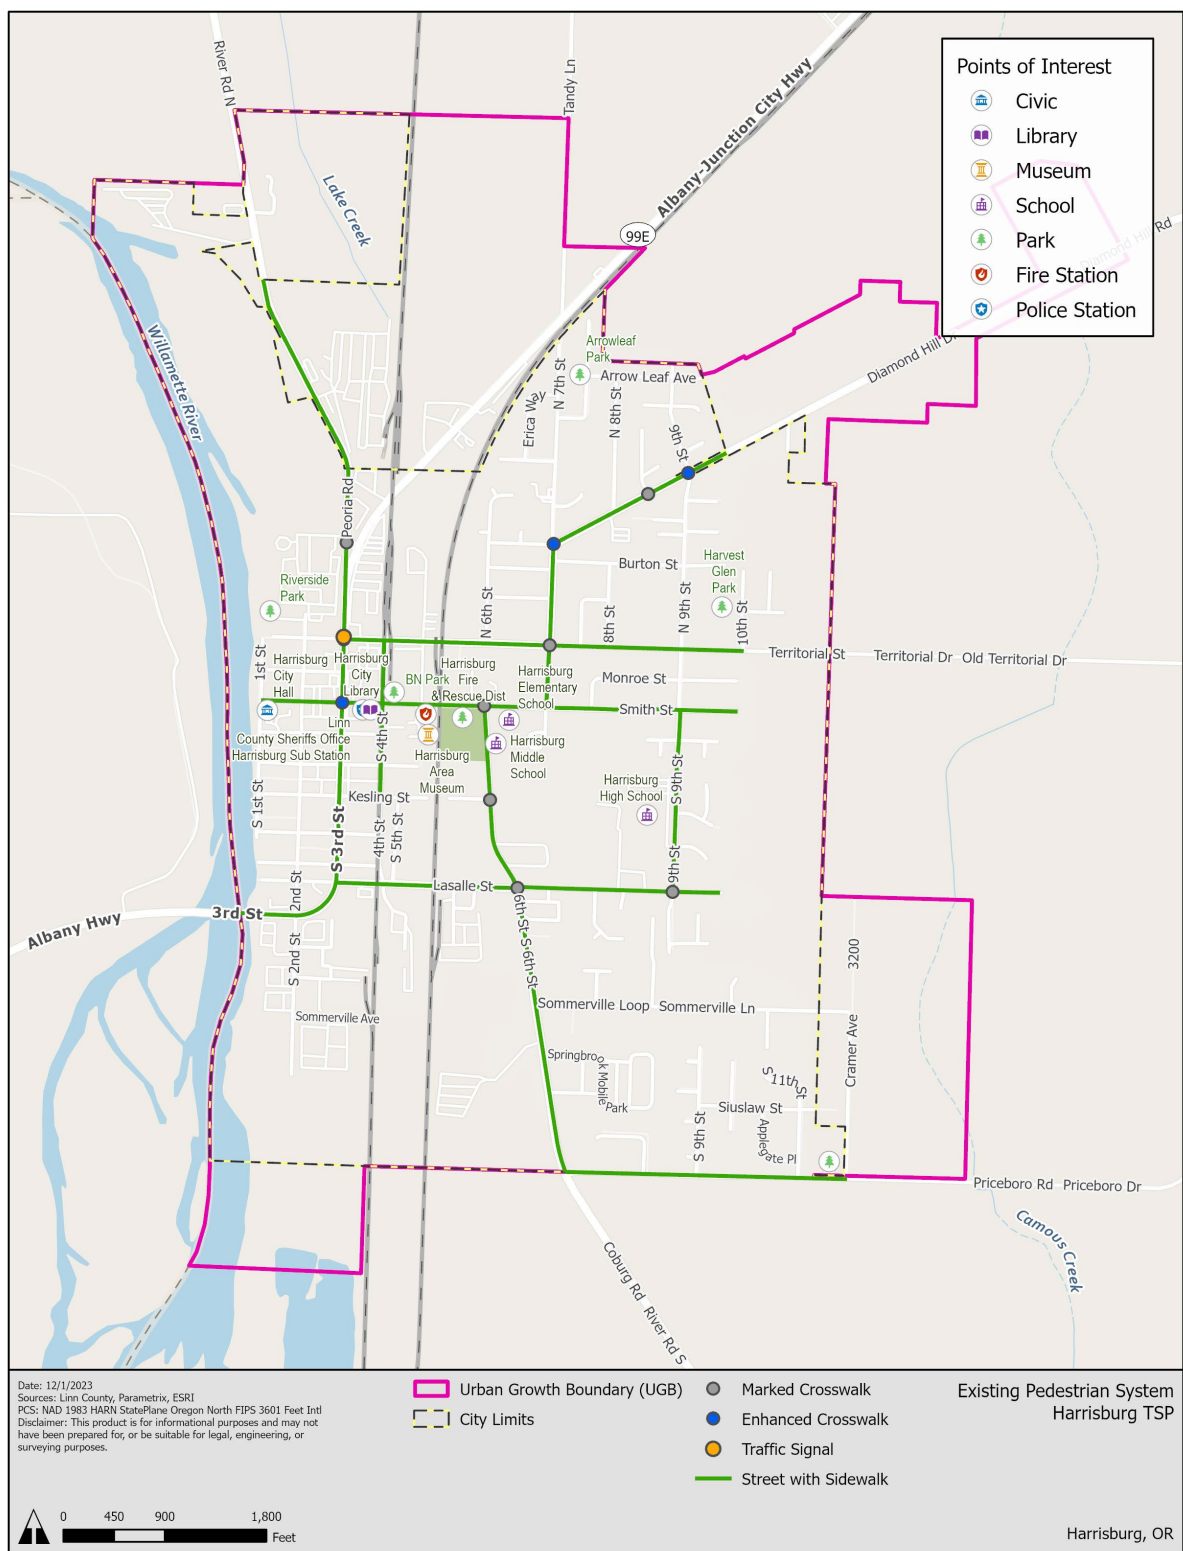 River Rd N
Tandy Ln
Albany-Junction City Hwy
99E
Lake Creek
Willamette River
Points of Interest
Civic
Library
Museum
School
Park
Fire Station
Police Station
Diamond Hill Rd
Diamond Hill Dr
Arrowleaf
Park
Arrow Leaf Ave
N 7th St
Erica Way
N 8th St
9th St
Peoria Rd
Burton St
Harvest
Glen
Park
Riverside
Park
N 6th St
8th St
N 9th St
10th St
1st St
Territorial St
Territorial Dr
Old Territorial Dr
Harrisburg
City
Hall
Harrisburg
City
Library
BN Park
Harrisburg
Fire
& Rescue Dist
Harrisburg
Elementary
School
Monroe St
Smith St
Linn
County Sheriffs Office
Harrisburg Sub Station
S 4th St
Harrisburg
Area
Museum
Harrisburg
Middle
School
Harrisburg
High School
S 9th St
S 1st St
Kesling St
S 3rd St
4th St
S 5th St
9th St
Lasalle St
2nd St
3rd St
Albany Hwy
6th St
S 6th St
S 2nd St
3200
Sommerville Ave
Sommerville Loop
Sommerville Ln
Springbrook Mobile Park
S 11th St
Cramer Ave
Siuslaw St
S 9th St
Applegate Pl
Priceboro Rd
Priceboro Dr
Camous Creek
Coburg Rd
River Rd S
Date: 12/1/2023
Sources: Linn County, Parametrix, ESRI
PCS: NAD 1983 HARN StatePlane Oregon North FIPS 3601 Feet Intl
Disclaimer: This product is for informational purposes and may not
have been prepared for, or be suitable for legal, engineering, or
surveying purposes.
0 450 900 1,800
Feet
Urban Growth Boundary (UGB)
City Limits
Marked Crosswalk
Enhanced Crosswalk
Traffic Signal
Street with Sidewalk
Existing Pedestrian System
Harrisburg TSP
Harrisburg, OR